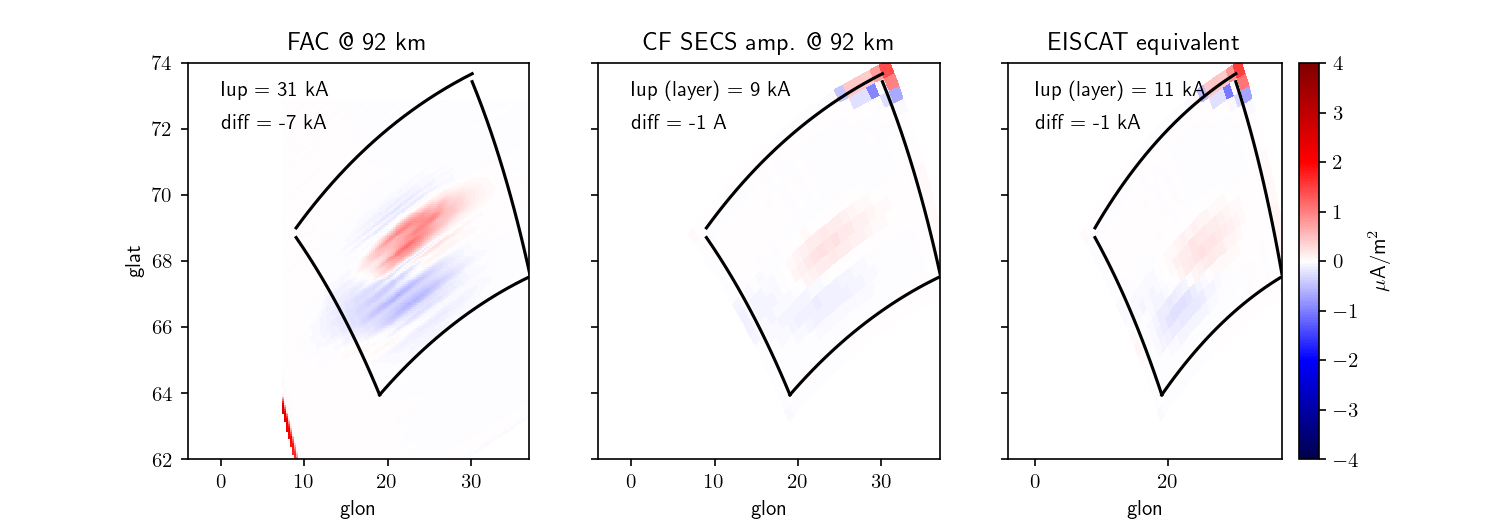 FAC @ 92 km
CF SECS amp. @ 92 km
EISCAT equivalent
Iup = 31 kA
diff = -7 kA
Iup (layer) = 9 kA
diff = -1 A
Iup (layer) = 11 kA
diff = -1 kA
74
72
70
68
66
64
62
glat
0
10
20
30
glon
0
10
20
30
glon
0
20
glon
4
3
2
1
0
−1
−2
−3
−4
μA/m²